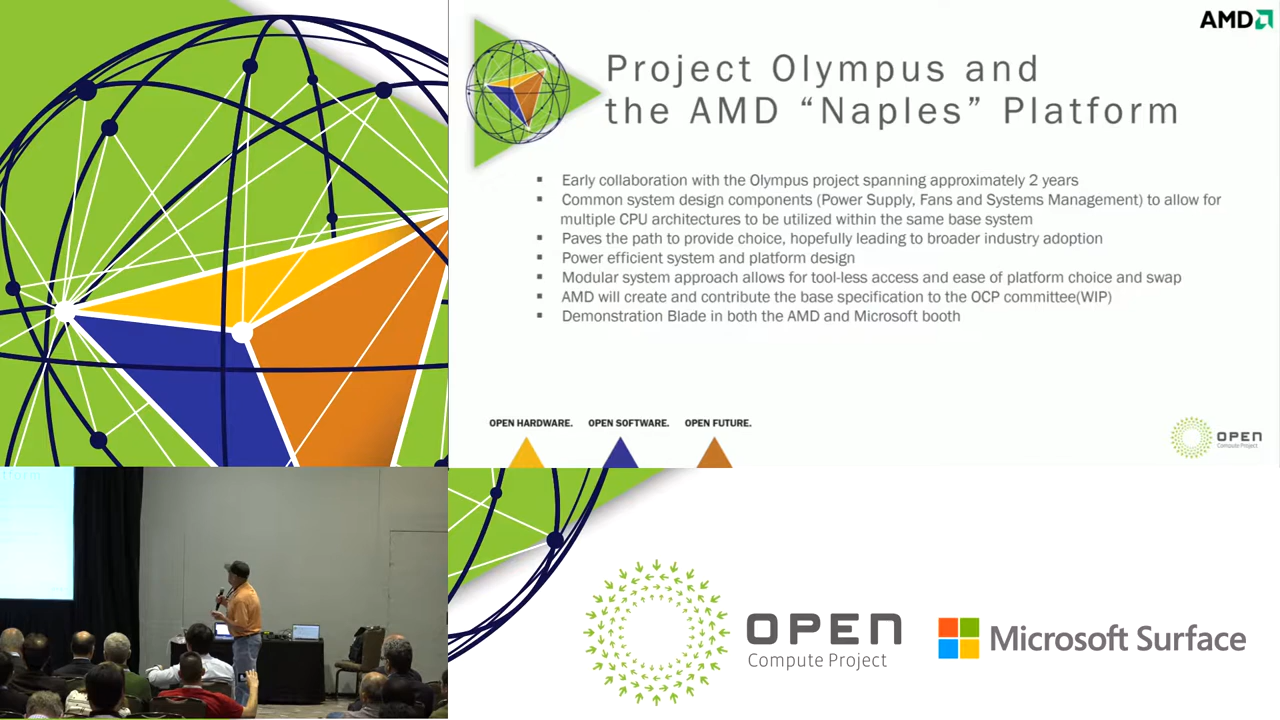 AMD
Project Olympus and
the AMD “Naples” Platform
▪ Early collaboration with the Olympus project spanning approximately 2 years
▪ Common system design components (Power Supply, Fans and Systems Management) to allow for
multiple CPU architectures to be utilized within the same base system
▪ Paves the path to provide choice, hopefully leading to broader industry adoption
▪ Power efficient system and platform design
▪ Modular system approach allows for tool-less access and ease of platform choice and swap
▪ AMD will create and contribute the base specification to the OCP committee(WIP)
▪ Demonstration Blade in both the AMD and Microsoft booth
OPEN HARDWARE. OPEN SOFTWARE. OPEN FUTURE.
OPEN
Compute Project
OPEN
Compute Project
Microsoft Surface